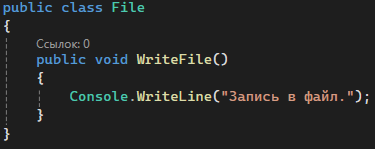 public class File
{
Ссылок: 0
public void WriteFile()
{
Console.WriteLine("Запись в файл.");
}
}